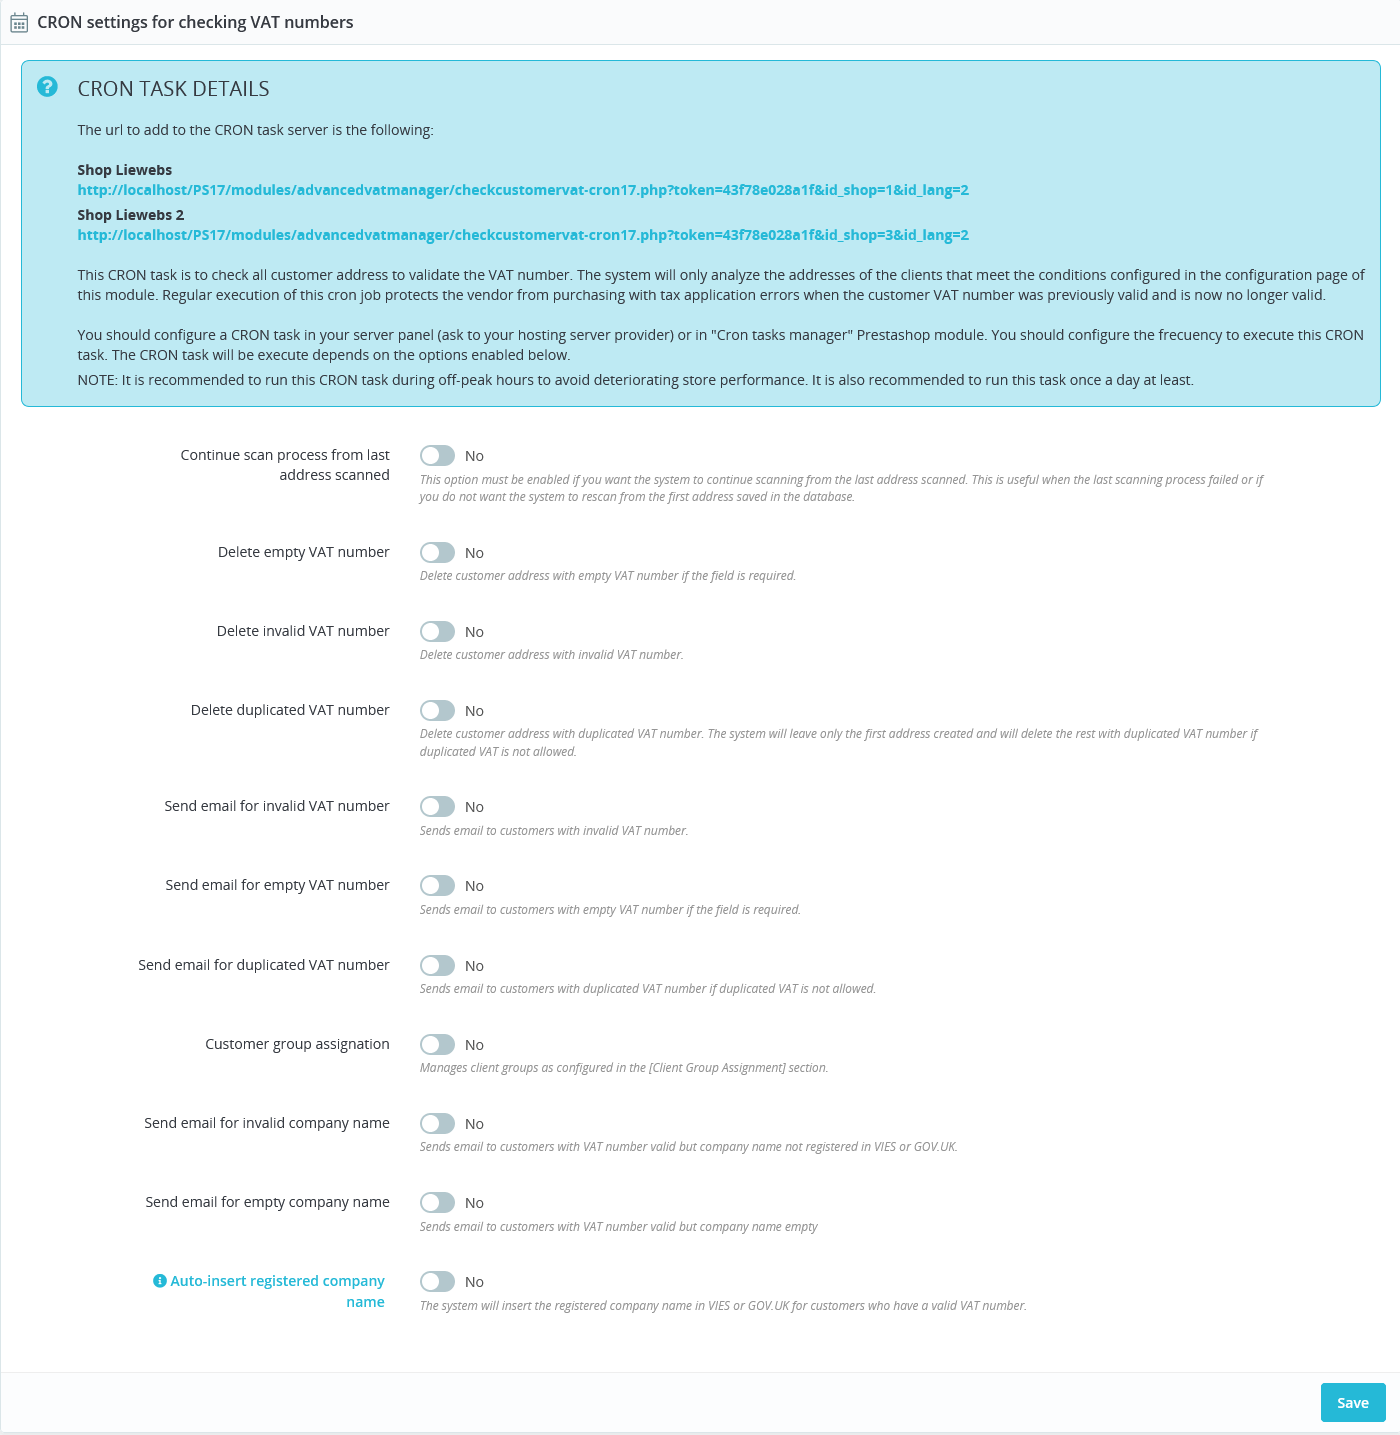 CRON settings for checking VAT numbers
CRON TASK DETAILS
The url to add to the CRON task server is the following:
Shop Liewebs
http://localhost/PS17/modules/advancedvatmanager/checkcustomervat-cron17.php?token=43f78e028a1f&id_shop=1&id_lang=2
Shop Liewebs 2
http://localhost/PS17/modules/advancedvatmanager/checkcustomervat-cron17.php?token=43f78e028a1f&id_shop=3&id_lang=2
This CRON task is to check all customer address to validate the VAT number. The system will only analyze the addresses of the clients that meet the conditions configured in the configuration page of
this module. Regular execution of this cron job protects the vendor from purchasing with tax application errors when the customer VAT number was previously valid and is now no longer valid.
You should configure a CRON task in your server panel (ask to your hosting server provider) or in "Cron tasks manager" Prestashop module. You should configure the frecuency to execute this CRON
task. The CRON task will be execute depends on the options enabled below.
NOTE: It is recommended to run this CRON task during off-peak hours to avoid deteriorating store performance. It is also recommended to run this task once a day at least.
Continue scan process from last
address scanned
No
This option must be enabled if you want the system to continue scanning from the last address scanned. This is useful when the last scanning process failed or if
you do not want the system to rescan from the first address saved in the database.
Delete empty VAT number
No
Delete customer address with empty VAT number if the field is required.
Delete invalid VAT number
No
Delete customer address with invalid VAT number.
Delete duplicated VAT number
No
Delete customer address with duplicated VAT number. The system will leave only the first address created and will delete the rest with duplicated VAT number if
duplicated VAT is not allowed.
Send email for invalid VAT number
No
Sends email to customers with invalid VAT number.
Send email for empty VAT number
No
Sends email to customers with empty VAT number if the field is required.
Send email for duplicated VAT number
No
Sends email to customers with duplicated VAT number if duplicated VAT is not allowed.
Customer group assignation
No
Manages client groups as configured in the [Client Group Assignment] section.
Send email for invalid company name
No
Sends email to customers with VAT number valid but company name not registered in VIES or GOV.UK.
Send email for empty company name
No
Sends email to customers with VAT number valid but company name empty
Auto-insert registered company
name
No
The system will insert the registered company name in VIES or GOV.UK for customers who have a valid VAT number.
Save